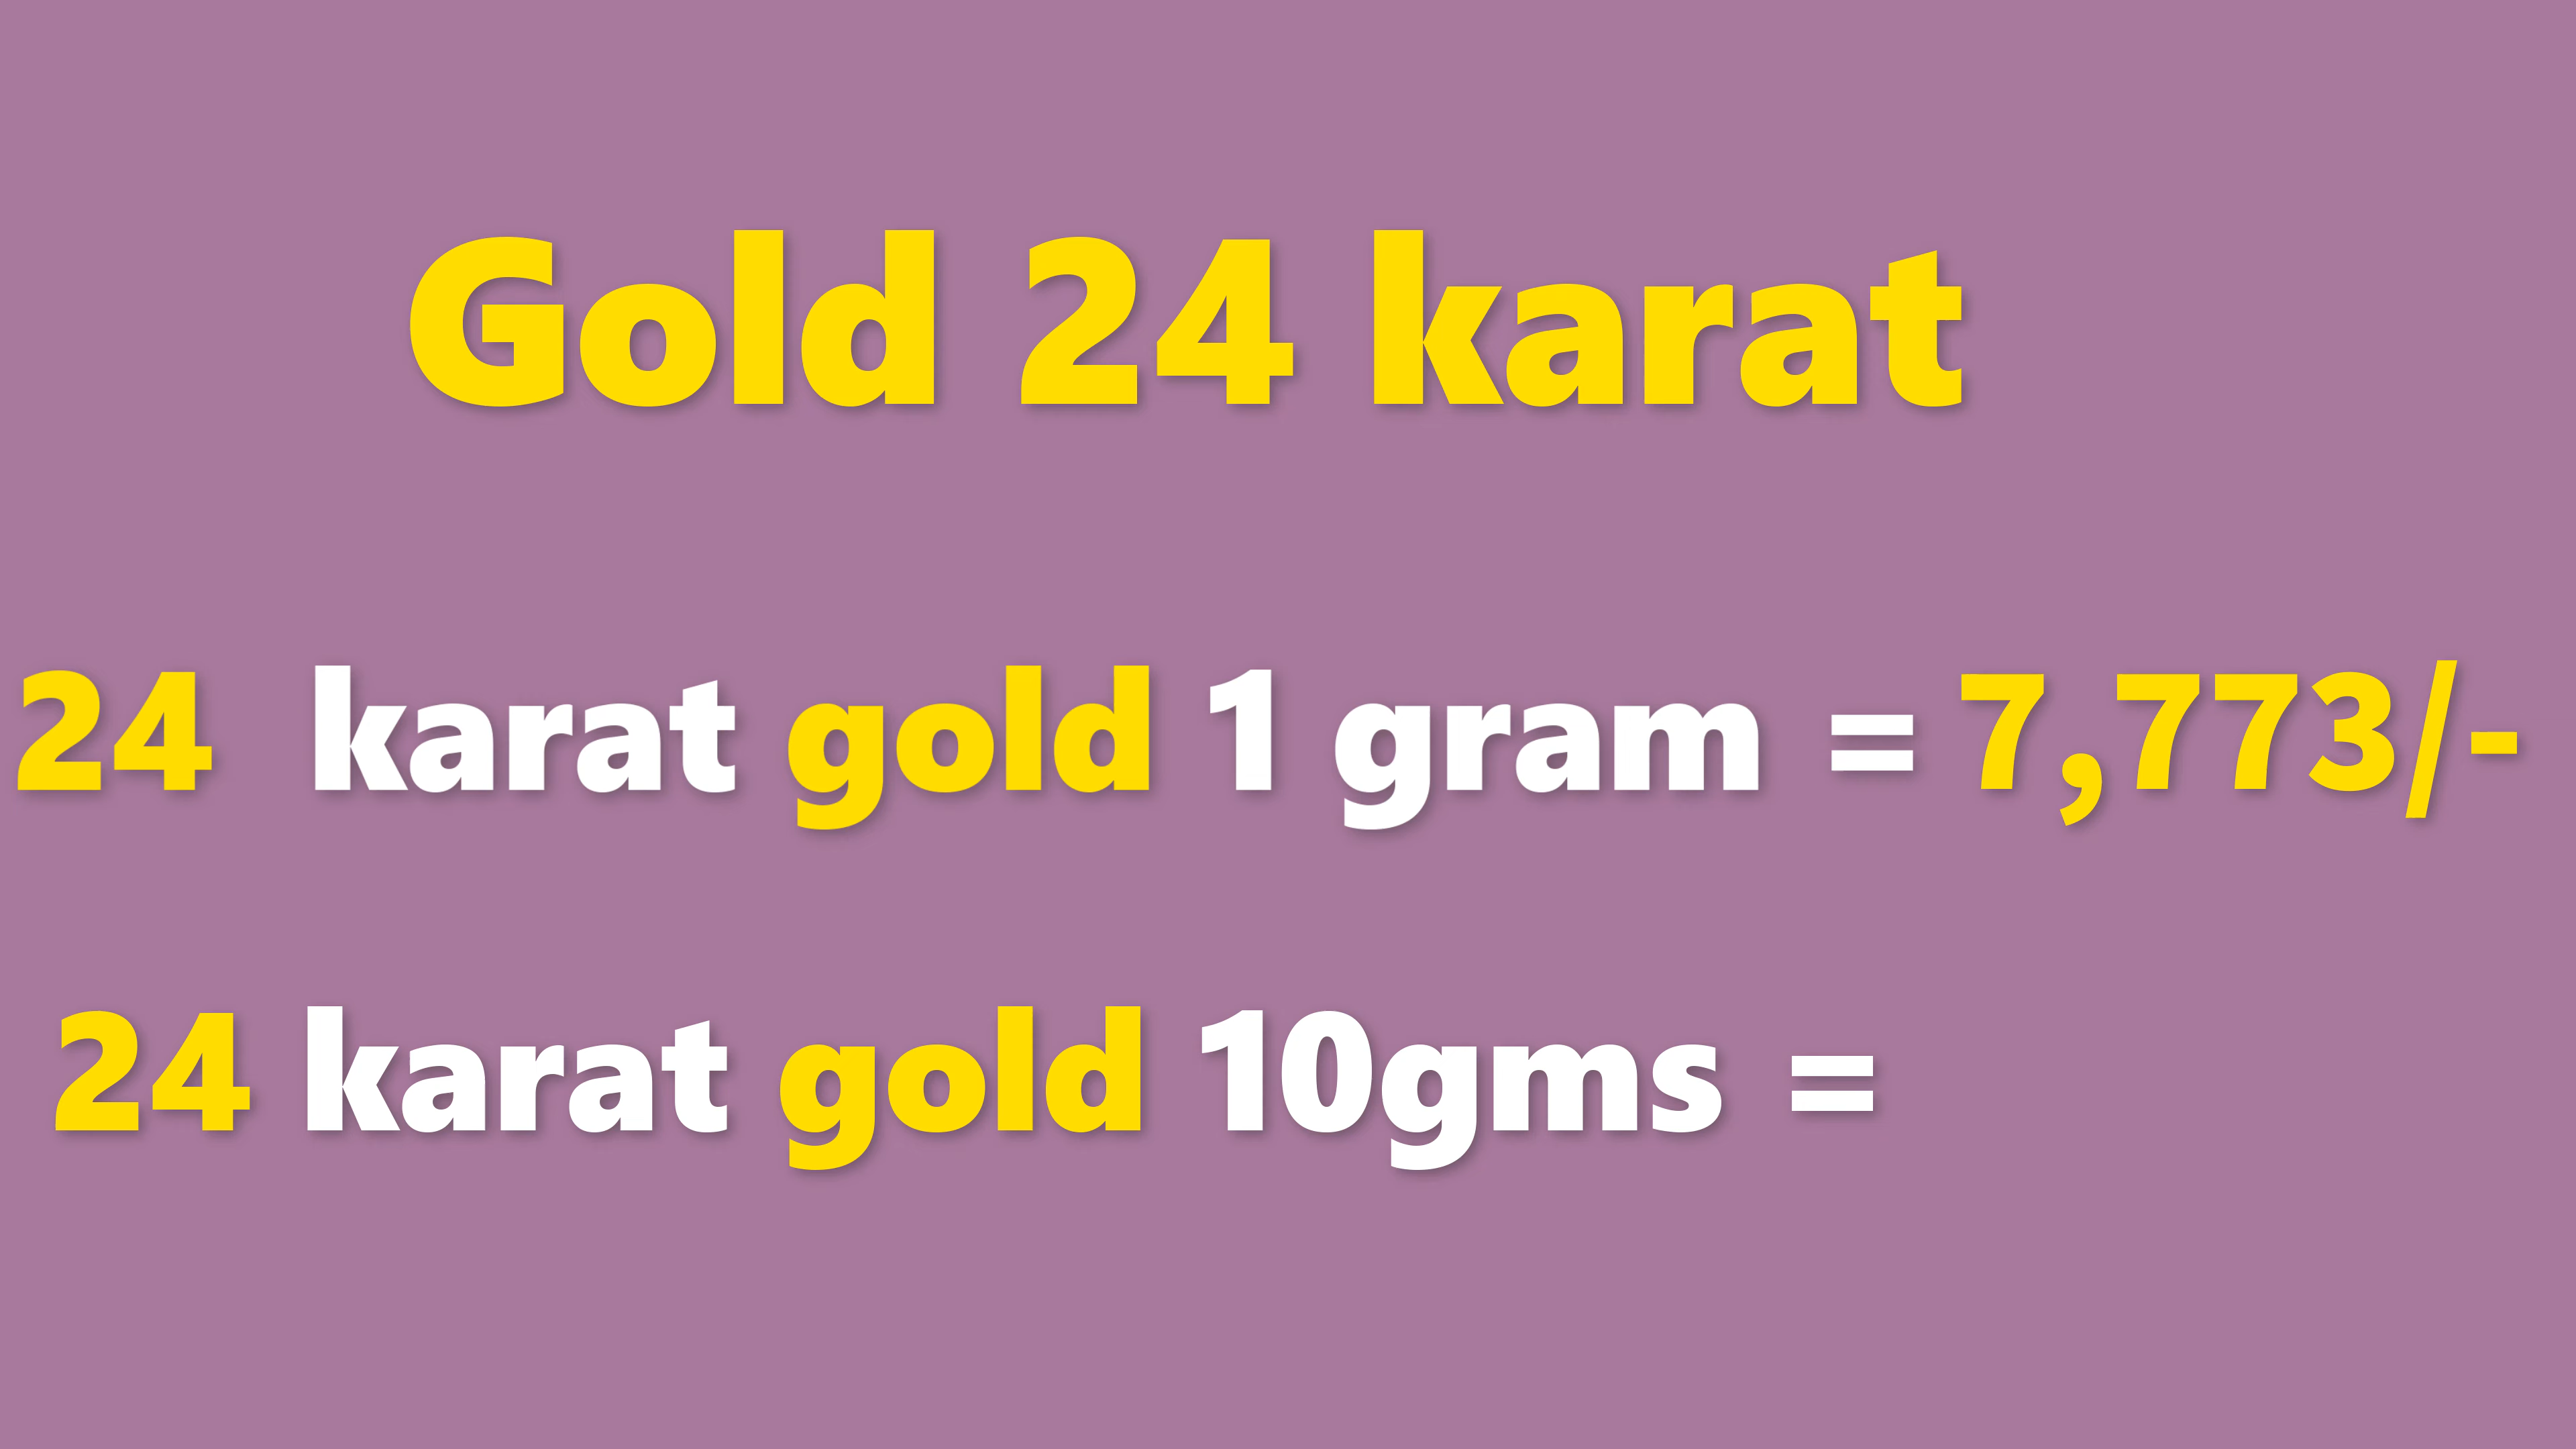 Gold 24 karat
24 karat gold 1 gram = 7,773/-
24 karat gold 10gms =